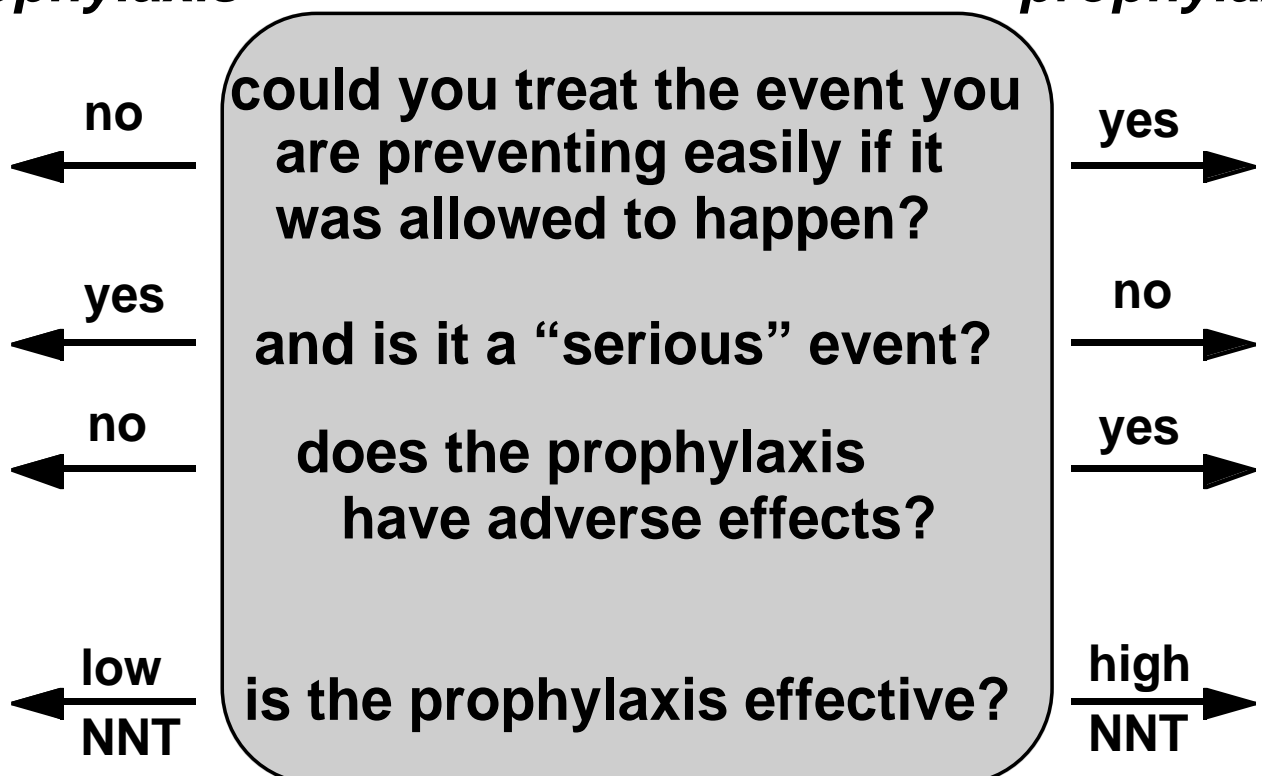 no
could you treat the event you
are preventing easily if it
was allowed to happen?
yes
yes
and is it a “serious” event?
no
no
does the prophylaxis
have adverse effects?
yes
low
NNT
is the prophylaxis effective?
high
NNT